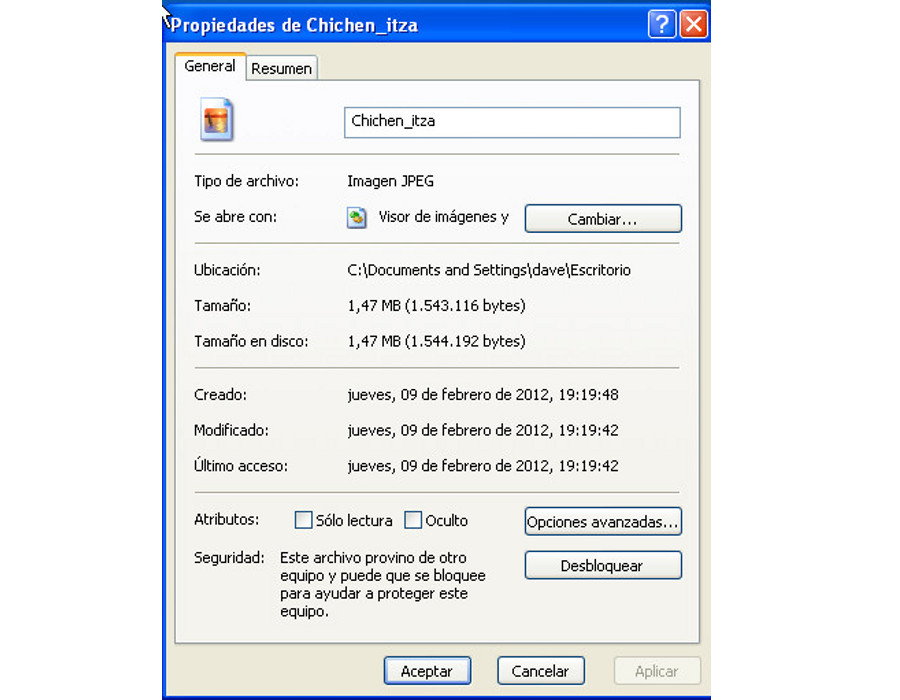 Propiedades de Chichen_itza
General Resumen
Chichen_itza
Tipo de archivo: Imagen JPEG
Se abre con: Visor de imágenes y Cambiar...
Ubicación: C:\Documents and Settings\dave\Escritorio
Tamaño: 1,47 MB (1.543.116 bytes)
Tamaño en disco: 1,47 MB (1.544.192 bytes)
Creado: jueves, 09 de febrero de 2012, 19:19:48
Modificado: jueves, 09 de febrero de 2012, 19:19:42
Último acceso: jueves, 09 de febrero de 2012, 19:19:42
Atributos: Sólo lectura Oculto Opciones avanzadas...
Seguridad: Este archivo provino de otro
equipo y puede que se bloquee
para ayudar a proteger este
equipo.
Desbloquear
Aceptar Cancelar Aplicar